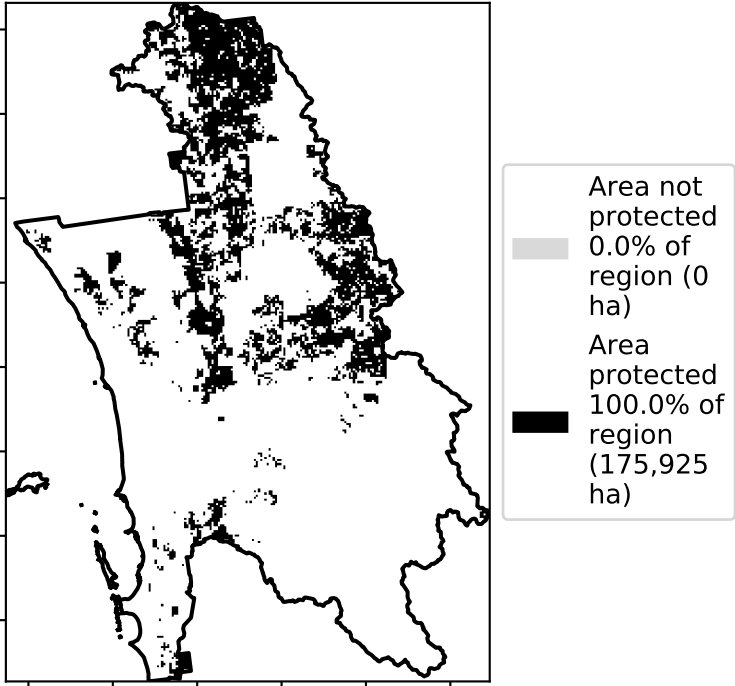 Area not
protected
0.0% of
region (0
ha)
Area
protected
100.0% of
region
(175,925
ha)